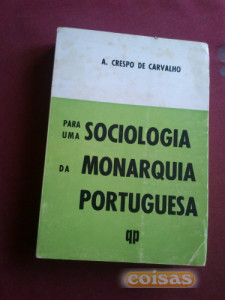 A. CRESPO DE CARVALHO
PARA UMA SOCIOLOGIA
DA MONARQUIA
PORTUGUESA
qp
coisas